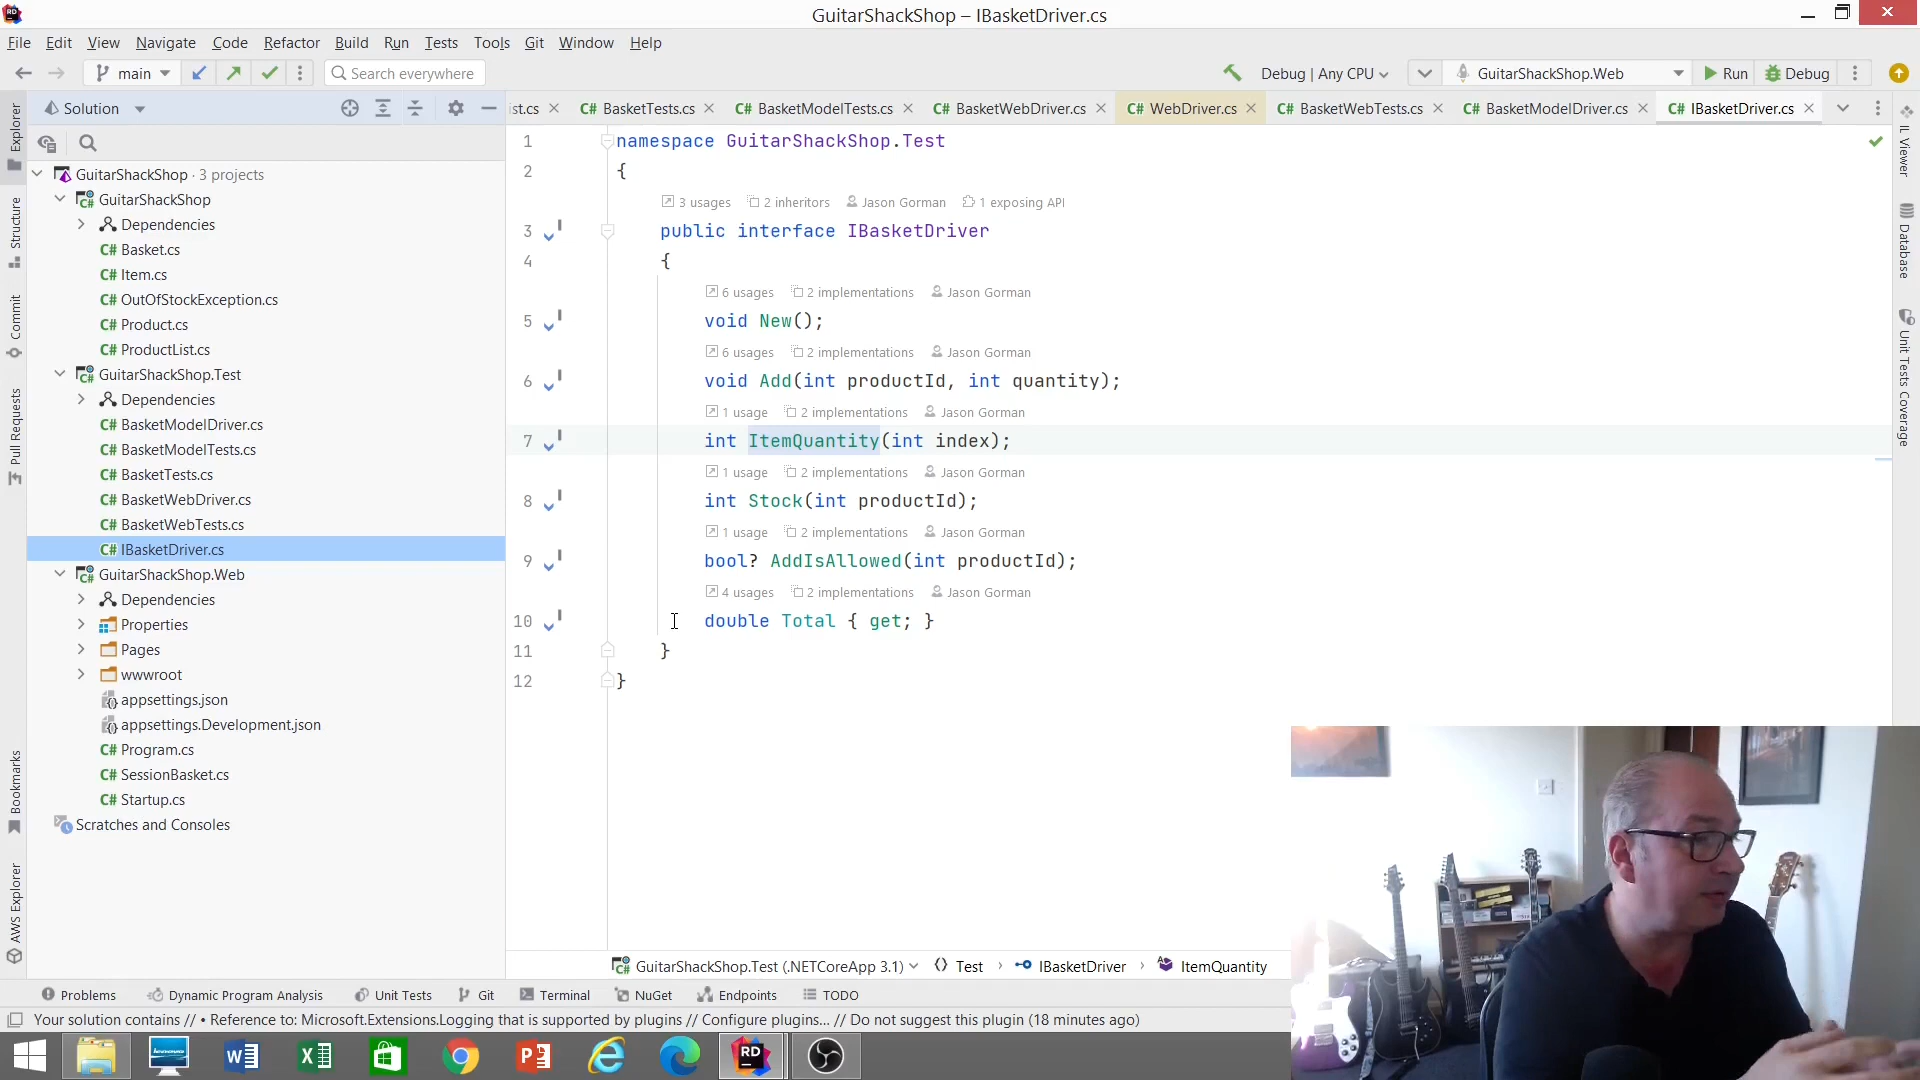 GuitarShackShop – IBasketDriver.cs
File Edit View Navigate Code Refactor Build Run Tests Tools Git Window Help
main
Search everywhere
Debug | Any CPU
GuitarShackShop.Web
Run
Debug
Solution
ist.cs
C# BasketTests.cs
C# BasketModelTests.cs
C# BasketWebDriver.cs
C# WebDriver.cs
C# BasketWebTests.cs
C# BasketModelDriver.cs
C# IBasketDriver.cs
Explorer
Structure
Commit
Pull Requests
Bookmarks
AWS Explorer
GuitarShackShop · 3 projects
C# GuitarShackShop
Dependencies
C# Basket.cs
C# Item.cs
C# OutOfStockException.cs
C# Product.cs
C# ProductList.cs
C# GuitarShackShop.Test
Dependencies
C# BasketModelDriver.cs
C# BasketModelTests.cs
C# BasketTests.cs
C# BasketWebDriver.cs
C# BasketWebTests.cs
C# IBasketDriver.cs
C# GuitarShackShop.Web
Dependencies
Properties
Pages
wwwroot
appsettings.json
appsettings.Development.json
C# Program.cs
C# SessionBasket.cs
C# Startup.cs
Scratches and Consoles
1 namespace GuitarShackShop.Test
2 {
3 usages 2 inheritors Jason Gorman 1 exposing API
3 public interface IBasketDriver
4 {
6 usages 2 implementations Jason Gorman
5 void New();
6 usages 2 implementations Jason Gorman
6 void Add(int productId, int quantity);
1 usage 2 implementations Jason Gorman
7 int ItemQuantity(int index);
1 usage 2 implementations Jason Gorman
8 int Stock(int productId);
1 usage 2 implementations Jason Gorman
9 bool? AddIsAllowed(int productId);
4 usages 2 implementations Jason Gorman
10 double Total { get; }
11 }
12 }
IL Viewer
Database
Unit Tests Coverage
GuitarShackShop.Test (.NETCoreApp 3.1) Test IBasketDriver ItemQuantity
Problems Dynamic Program Analysis Unit Tests Git Terminal NuGet Endpoints TODO
Your solution contains // • Reference to: Microsoft.Extensions.Logging that is supported by plugins // Configure plugins... // Do not suggest this plugin (18 minutes ago)